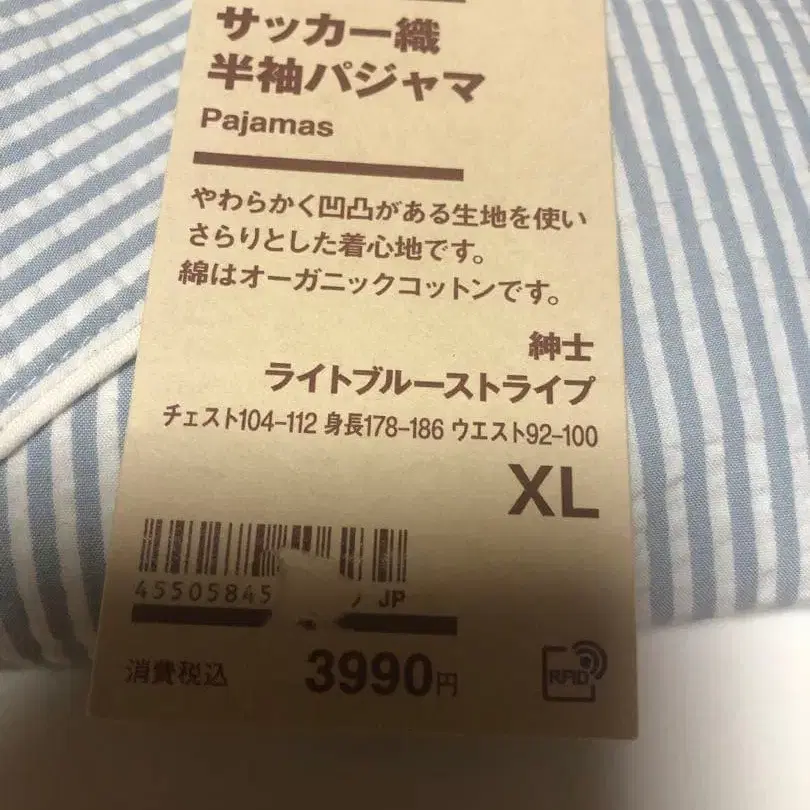 サッカー織
半袖パジャマ
Pajamas
やわらかく凹凸がある生地を使い
さらりとした着心地です。
綿はオーガニックコットンです。
紳士
ライトブルーストライプ
チェスト104-112 身長178-186 ウエスト92-100
XL
45505845 JP
消費税込 3990円
RFID